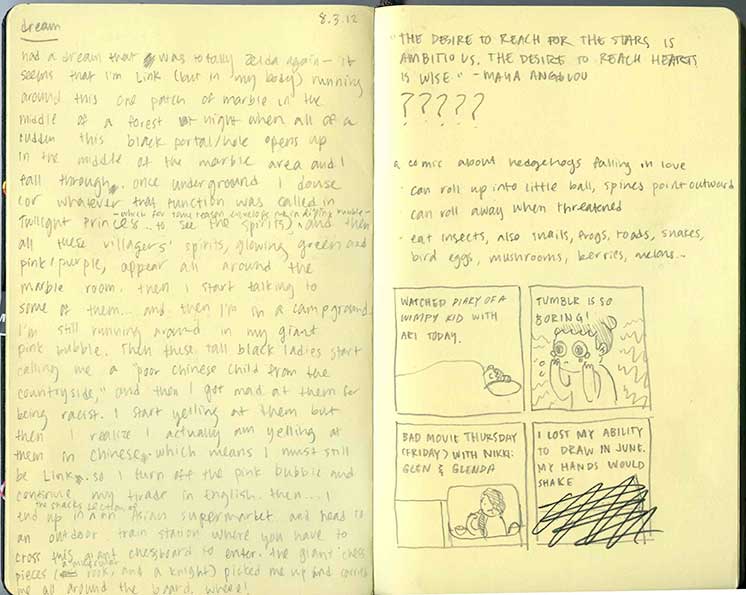 dream
8.3.12
had a dream that was totally Zelda again – it
seems that I'm Link (but in my body) running
around this one patch of marble in the
middle of a forest at night when all of a
sudden this black portal/hole opens up
in the middle of the marble area and I
fall through. once underground I douse
(or whatever that function was called in
– which for some reason envelops me in a pink bubble –
Twilight Princess... to see the spirits) and then
all these villagers' spirits, glowing green and
pink/purple, appear all around the
marble room. then I start talking to
some of them... and then I'm in a campground.
I'm still running around in my giant
pink bubble. Then these tall black ladies start
calling me a "poor Chinese child from the
countryside," and then I got mad at them for
being racist. I start yelling at them but
then I realize I actually am yelling at
them in Chinese, which means I must still
be Link. so I turn off the pink bubble and
continue my tirade in English. then... I
the snacks section of
end up in an Asian supermarket and head to
an outdoor train station where you have to
cross this giant chessboard to enter. the giant chess
pieces (rook, and a knight) picked me up and carried
me all around the board. whee!
"THE DESIRE TO REACH FOR THE STARS IS
AMBITIOUS. THE DESIRE TO REACH HEARTS
IS WISE." – MAYA ANGELOU
?????
a comic about hedgehogs falling in love
· can roll up into little ball, spines point outward
can roll away when threatened
· eat insects, also snails, frogs, toads, snakes,
bird eggs, mushrooms, berries, melons...
WATCHED DIARY OF A
WIMPY KID WITH
ARI TODAY.
TUMBLR IS SO
BORING!
BAD MOVIE THURSDAY
(FRIDAY) WITH NIKKI:
GLEN & GLENDA
I LOST MY ABILITY
TO DRAW IN JUNE.
MY HANDS WOULD
SHAKE